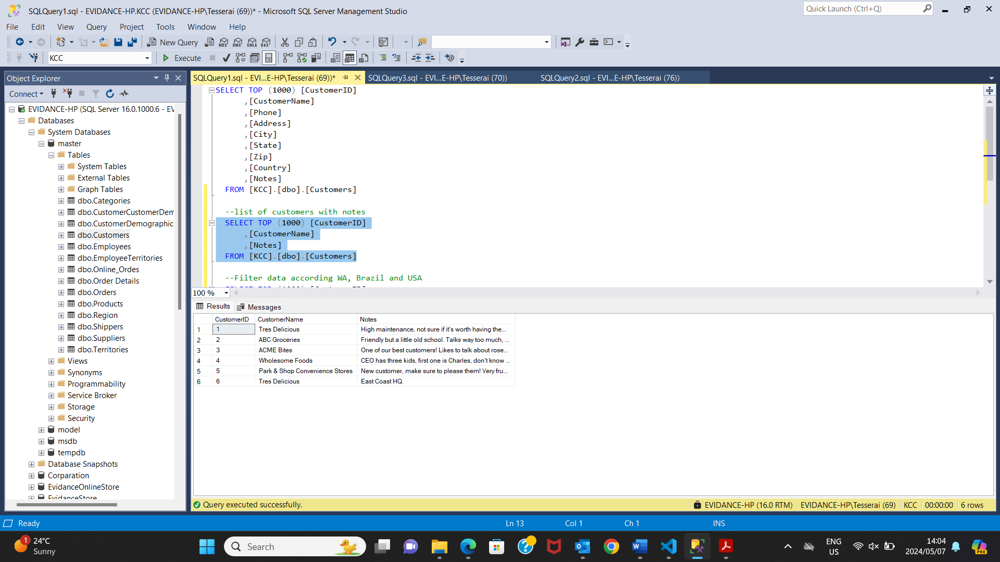 SQLQuery1.sql - EVIDANCE-HP.KCC (EVIDANCE-HP\Tesserai (69))* - Microsoft SQL Server Management Studio
Quick Launch (Ctrl+Q)
File Edit View Query Project Tools Window Help
New Query MDX DMX XMLA DAX
KCC Execute
Object Explorer
Connect
EVIDANCE-HP (SQL Server 16.0.1000.6 - EV
Databases
System Databases
master
Tables
System Tables
External Tables
Graph Tables
dbo.Categories
dbo.CustomerCustomerDem
dbo.CustomerDemographic
dbo.Customers
dbo.Employees
dbo.EmployeeTerritories
dbo.Online_Ordes
dbo.Order Details
dbo.Orders
dbo.Products
dbo.Region
dbo.Shippers
dbo.Suppliers
dbo.Territories
Views
Synonyms
Programmability
Service Broker
Storage
Security
model
msdb
tempdb
Database Snapshots
Corparation
EvidanceOnlineStore
EvidanceStore
SQLQuery1.sql - EVI...E-HP\Tesserai (69))* SQLQuery3.sql - EVI...E-HP\Tesserai (70)) SQLQuery2.sql - EVI...E-HP\Tesserai (76))
SELECT TOP (1000) [CustomerID]
,[CustomerName]
,[Phone]
,[Address]
,[City]
,[State]
,[Zip]
,[Country]
,[Notes]
FROM [KCC].[dbo].[Customers]
--list of customers with notes
SELECT TOP (1000) [CustomerID]
,[CustomerName]
,[Notes]
FROM [KCC].[dbo].[Customers]
--Filter data according WA, Brazil and USA
100 %
Results Messages
CustomerID CustomerName Notes
1 1 Tres Delicious High maintenance, not sure if it's worth having the...
2 2 ABC Groceries Friendly but a little old school. Talks way too much, ...
3 3 ACME Bites One of our best customers! Likes to talk about rose...
4 4 Wholesome Foods CEO has three kids, first one is Charles, don't know ...
5 5 Park & Shop Convenience Stores New customer, make sure to please them! Very fru...
6 6 Tres Delicious East Coast HQ.
Query executed successfully. EVIDANCE-HP (16.0 RTM) EVIDANCE-HP\Tesserai (69) KCC 00:00:00 6 rows
Ready Ln 13 Col 1 Ch 1 INS
1 24°C
Sunny
Search
ENG
US
14:04
2024/05/07
PRE